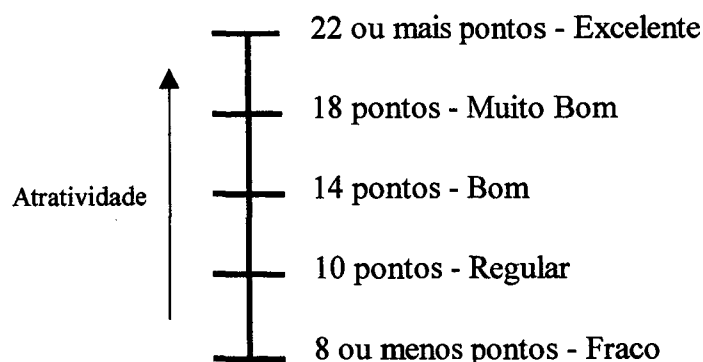 22 ou mais pontos - Excelente
18 pontos - Muito Bom
Atratividade
14 pontos - Bom
10 pontos - Regular
8 ou menos pontos - Fraco